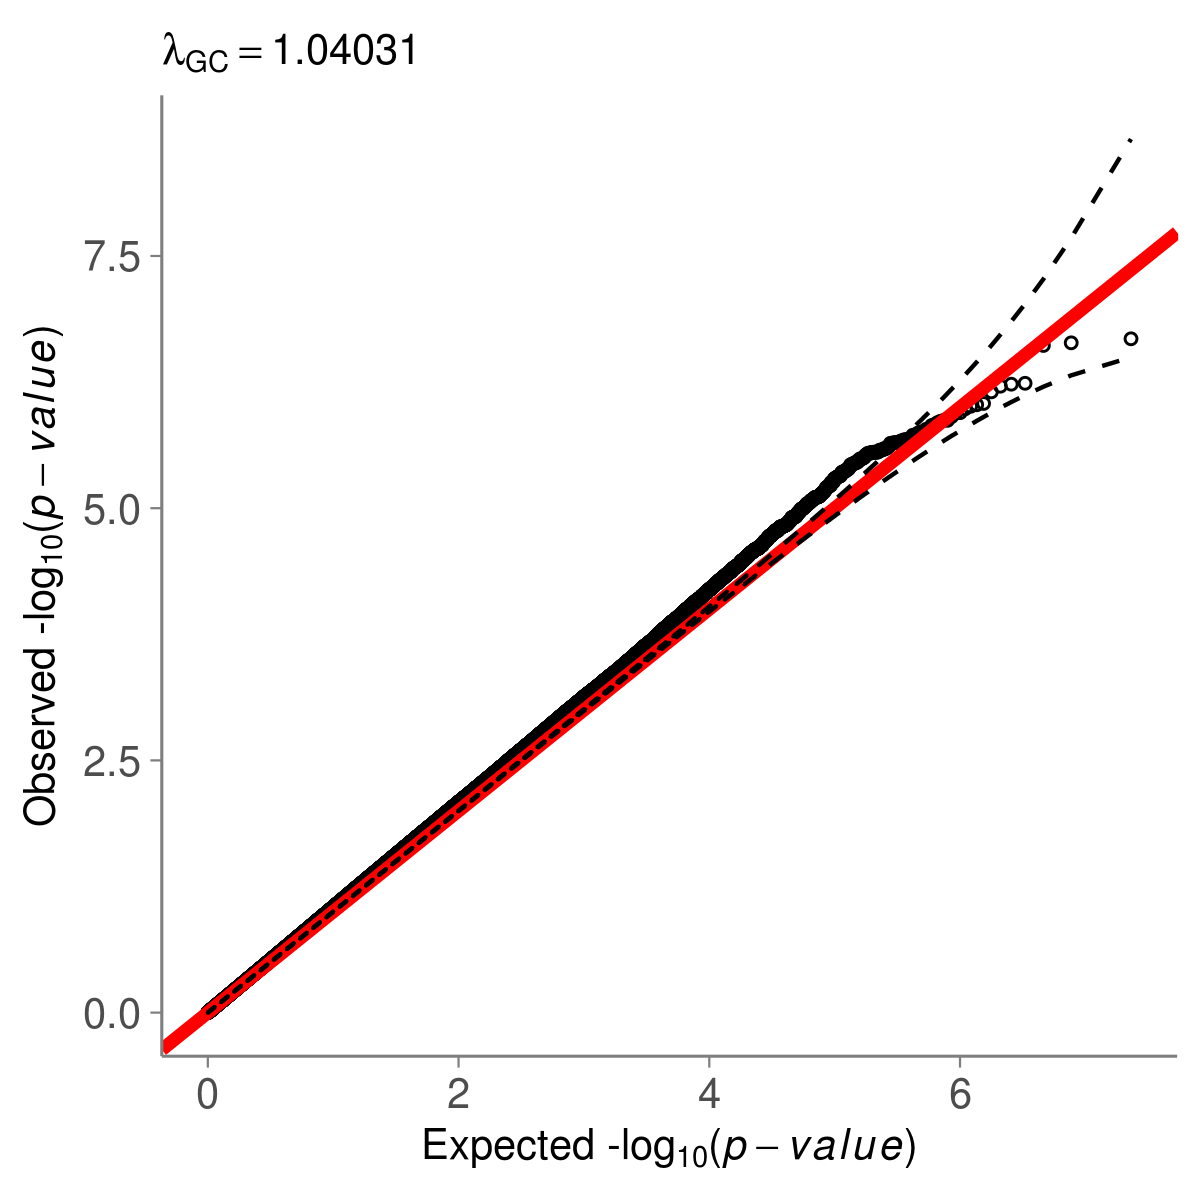 λGC = 1.04031
Observed -log10(p − value)
7.5
5.0
2.5
0.0
0 2 4 6
Expected -log10(p − value)